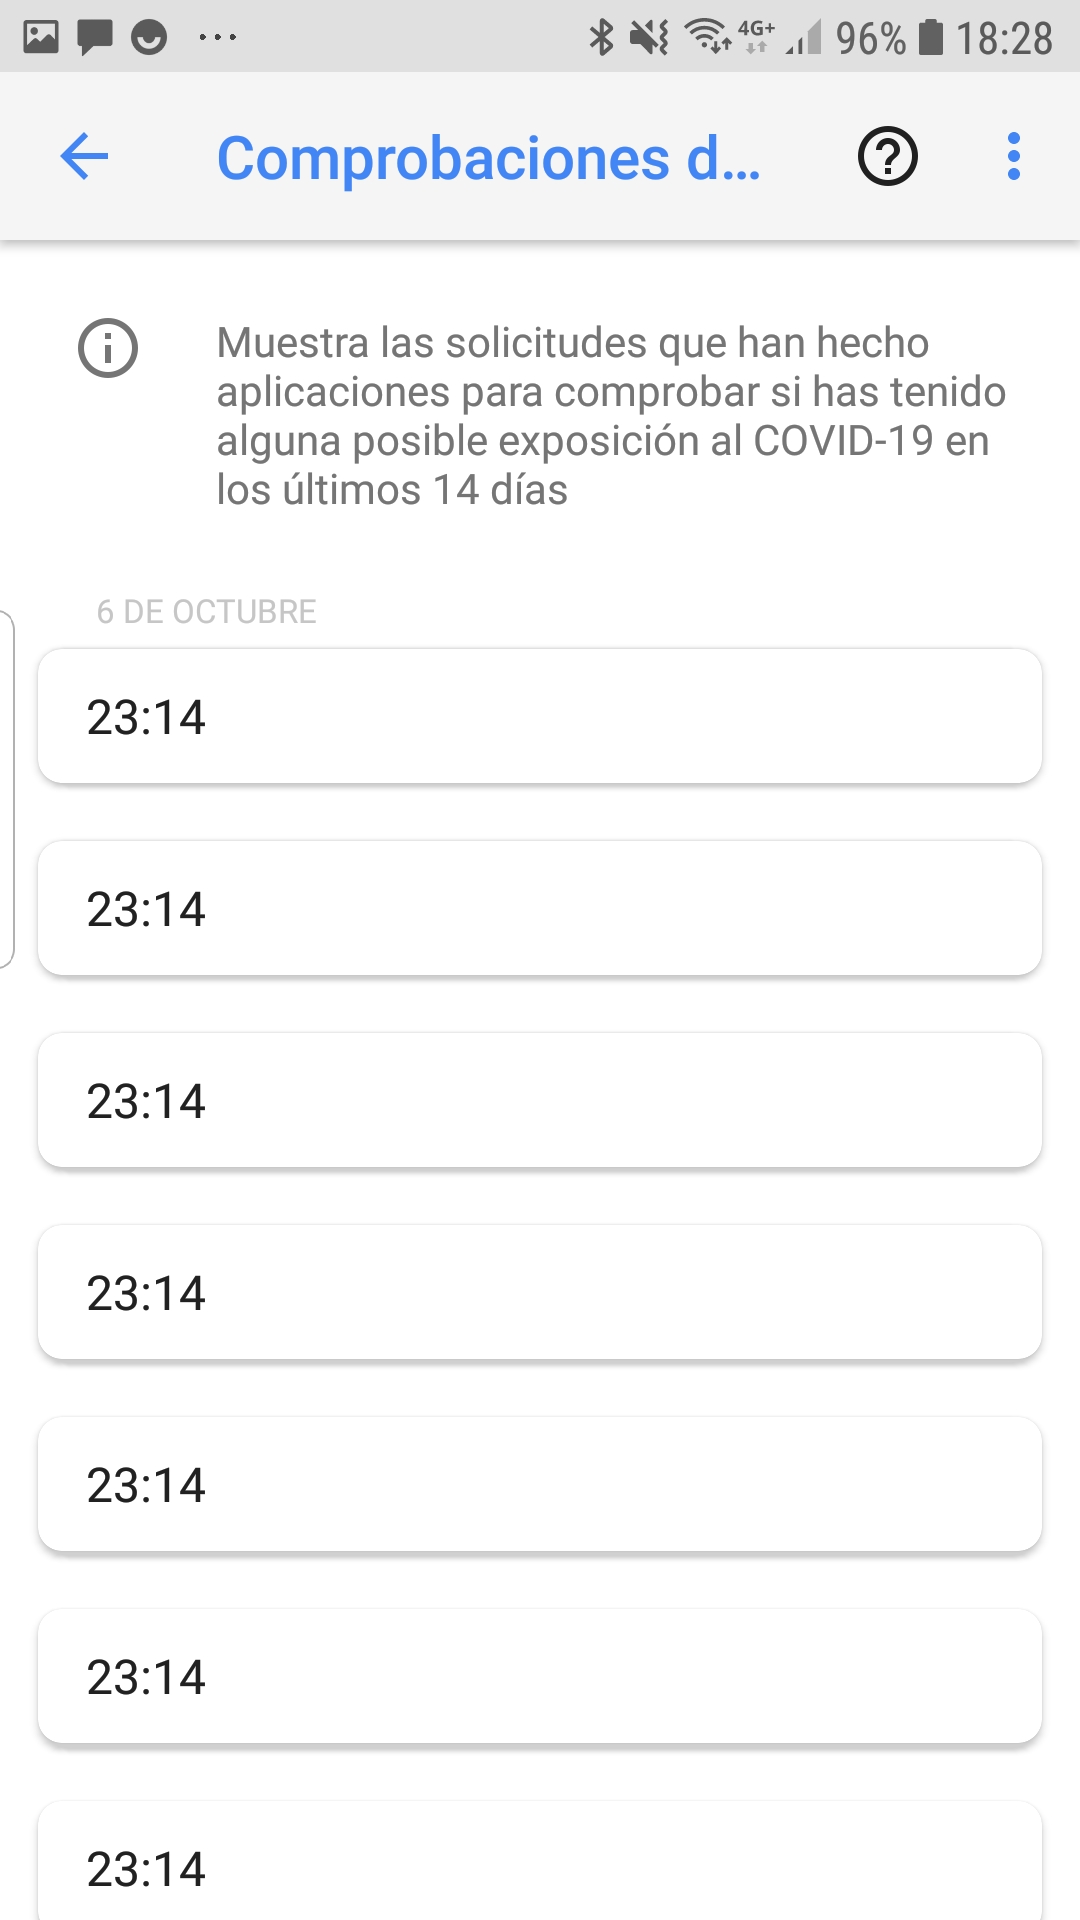 4G+ 96% 18:28
Comprobaciones d...
Muestra las solicitudes que han hecho
aplicaciones para comprobar si has tenido
alguna posible exposición al COVID-19 en
los últimos 14 días
6 DE OCTUBRE
23:14
23:14
23:14
23:14
23:14
23:14
23:14